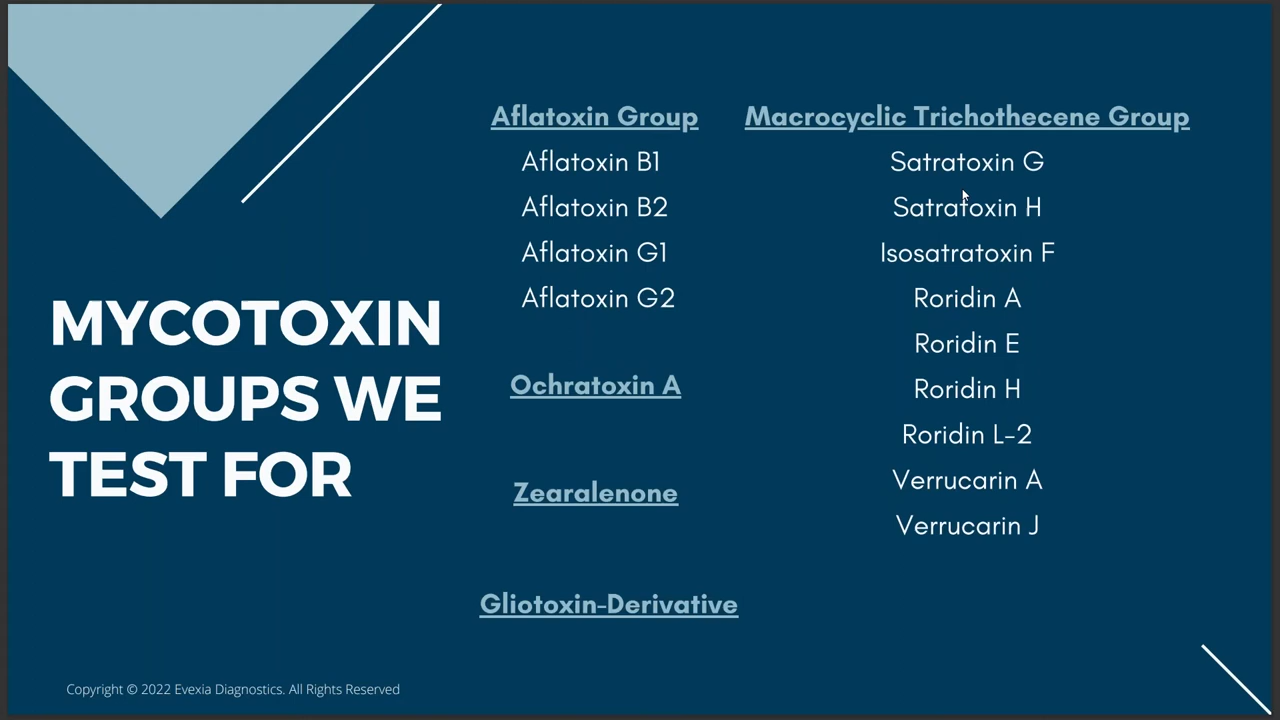 MYCOTOXIN
GROUPS WE
TEST FOR
Aflatoxin Group
Aflatoxin B1
Aflatoxin B2
Aflatoxin G1
Aflatoxin G2
Ochratoxin A
Zearalenone
Gliotoxin-Derivative
Macrocyclic Trichothecene Group
Satratoxin G
Satratoxin H
Isosatratoxin F
Roridin A
Roridin E
Roridin H
Roridin L-2
Verrucarin A
Verrucarin J
Copyright © 2022 Evexia Diagnostics. All Rights Reserved